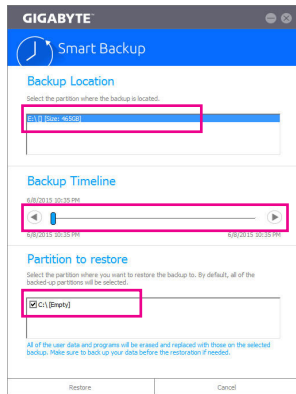 GIGABYTE™
Smart Backup
Backup Location
Select the partition where the backup is located.
E:\ [] [Size: 465GB]
Backup Timeline
6/8/2015 10:35 PM
6/8/2015 10:35 PM 6/8/2015 10:35 PM
Partition to restore
Select the partition where you want to restore the backup to. By default, all of the
backed-up partitions will be selected.
C:\ [Empty]
All of the user data and programs will be erased and replaced with those on the selected
backup. Make sure to back up your data before the restoration if needed.
Restore Cancel